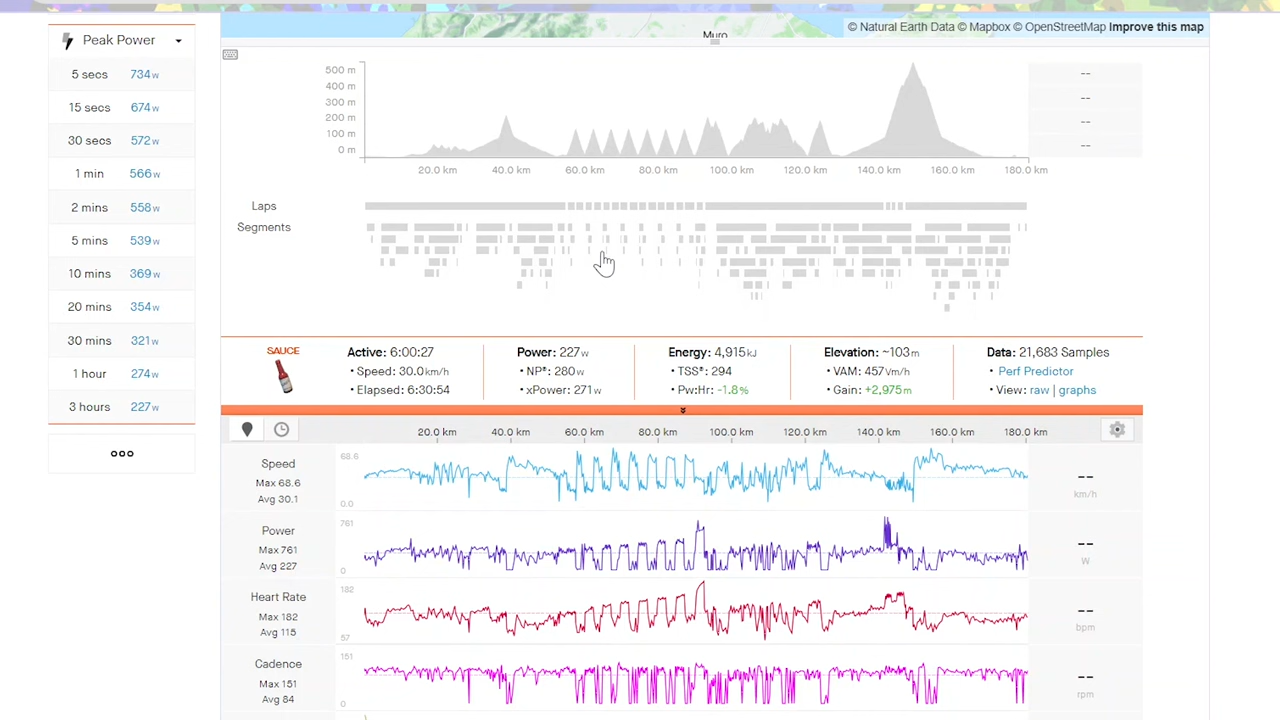 Muro
© Natural Earth Data © Mapbox © OpenStreetMap Improve this map
Peak Power
5 secs 734w
15 secs 674w
30 secs 572w
1 min 566w
2 mins 558w
5 mins 539w
10 mins 369w
20 mins 354w
30 mins 321w
1 hour 274w
3 hours 227w
500 m
400 m
300 m
200 m
100 m
0 m
20.0 km 40.0 km 60.0 km 80.0 km 100.0 km 120.0 km 140.0 km 160.0 km 180.0 km
--
--
--
--
Laps
Segments
SAUCE
Active: 6:00:27
• Speed: 30.0km/h
• Elapsed: 6:30:54
Power: 227w
• NP®: 280w
• xPower: 271w
Energy: 4,915kJ
• TSS®: 294
• Pw:Hr: -1.8%
Elevation: ~103m
• VAM: 457Vm/h
• Gain: +2,975m
Data: 21,683 Samples
• Perf Predictor
• View: raw | graphs
20.0 km 40.0 km 60.0 km 80.0 km 100.0 km 120.0 km 140.0 km 160.0 km 180.0 km
Speed
Max 68.6
Avg 30.1
68.6
0.0
--
km/h
Power
Max 761
Avg 227
761
0
--
W
Heart Rate
Max 182
Avg 115
182
57
--
bpm
Cadence
Max 151
Avg 84
151
0
--
rpm